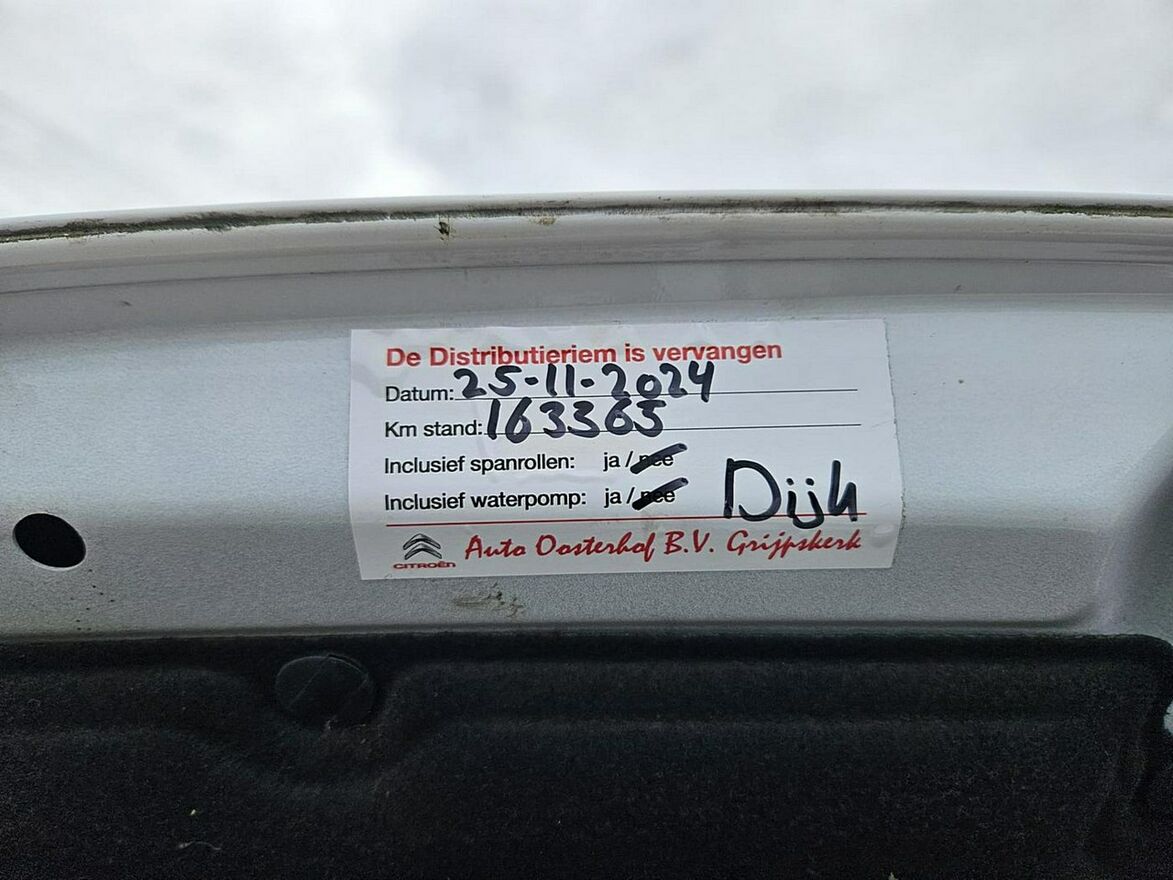 De Distributieriem is vervangen
Datum: 25-11-2024
Km stand: 163365
Inclusief spanrollen: ja / nee
Inclusief waterpomp: ja / nee
Dijk
CITROËN Auto Oosterhof B.V. Grijpskerk